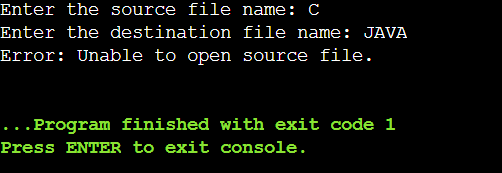 Enter the source file name: C
Enter the destination file name: JAVA
Error: Unable to open source file.
...Program finished with exit code 1
Press ENTER to exit console.